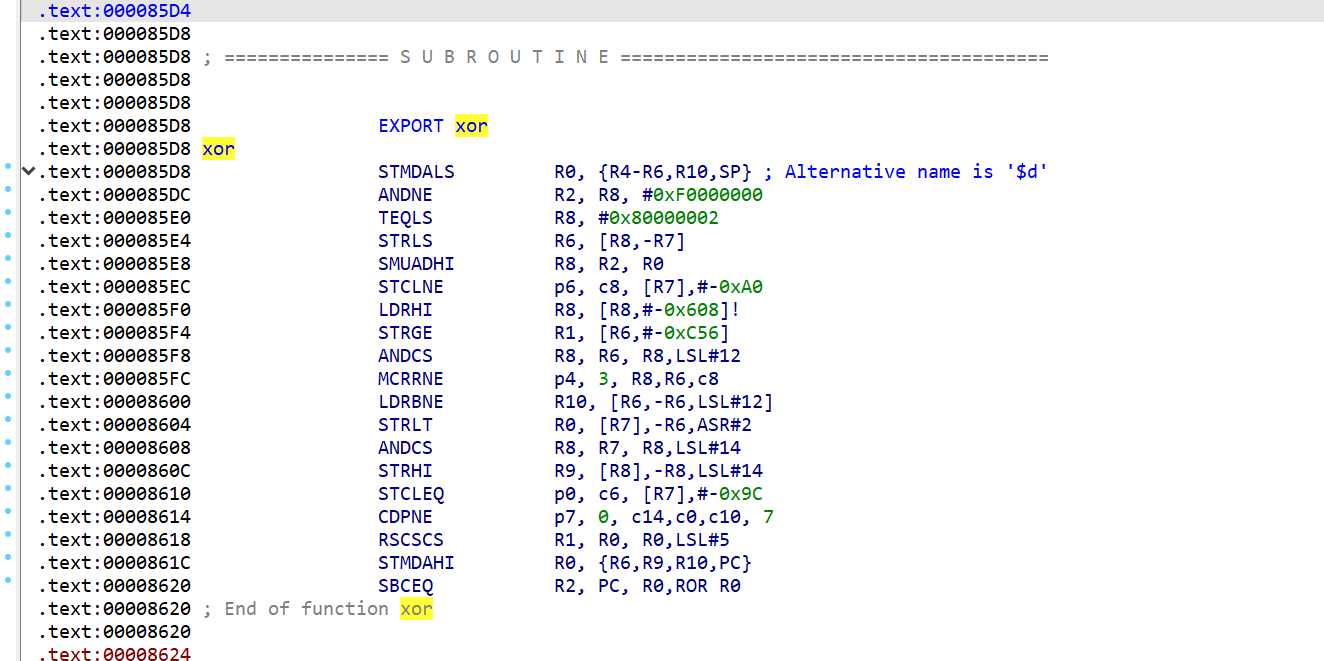 .text:000085D4
.text:000085D8
.text:000085D8 ; =============== S U B R O U T I N E =======================================
.text:000085D8
.text:000085D8
.text:000085D8                 EXPORT xor
.text:000085D8 xor
.text:000085D8                 STMDALS         R0, {R4-R6,R10,SP} ; Alternative name is '$d'
.text:000085DC                 ANDNE           R2, R8, #0xF0000000
.text:000085E0                 TEQLS           R8, #0x80000002
.text:000085E4                 STRLS           R6, [R8,-R7]
.text:000085E8                 SMUADHI         R8, R2, R0
.text:000085EC                 STCLNE          p6, c8, [R7],#-0xA0
.text:000085F0                 LDRHI           R8, [R8,#-0x608]!
.text:000085F4                 STRGE           R1, [R6,#-0xC56]
.text:000085F8                 ANDCS           R8, R6, R8,LSL#12
.text:000085FC                 MCRRNE          p4, 3, R8,R6,c8
.text:00008600                 LDRBNE          R10, [R6,-R6,LSL#12]
.text:00008604                 STRLT           R0, [R7],-R6,ASR#2
.text:00008608                 ANDCS           R8, R7, R8,LSL#14
.text:0000860C                 STRHI           R9, [R8],-R8,LSL#14
.text:00008610                 STCLEQ          p0, c6, [R7],#-0x9C
.text:00008614                 CDPNE           p7, 0, c14,c0,c10, 7
.text:00008618                 RSCSCS          R1, R0, R0,LSL#5
.text:0000861C                 STMDAHI         R0, {R6,R9,R10,PC}
.text:00008620                 SBCEQ           R2, PC, R0,ROR R0
.text:00008620 ; End of function xor
.text:00008620
.text:00008624